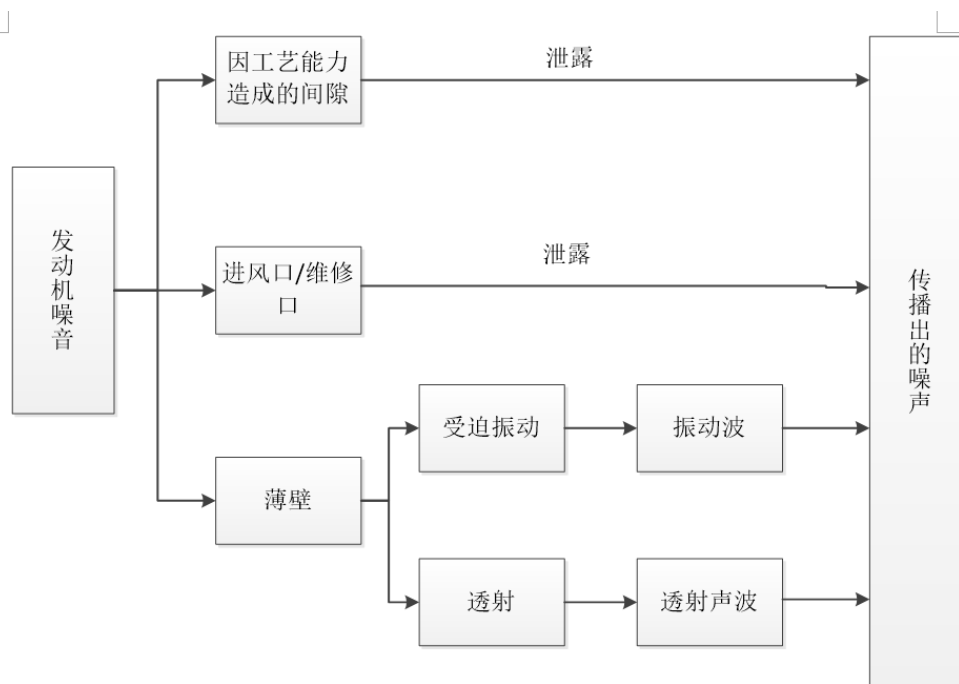 因工艺能力
造成的间隙
泄露
发动机噪音
进风口/维修
口
泄露
传播出的噪声
受迫振动
振动波
薄壁
透射
透射声波